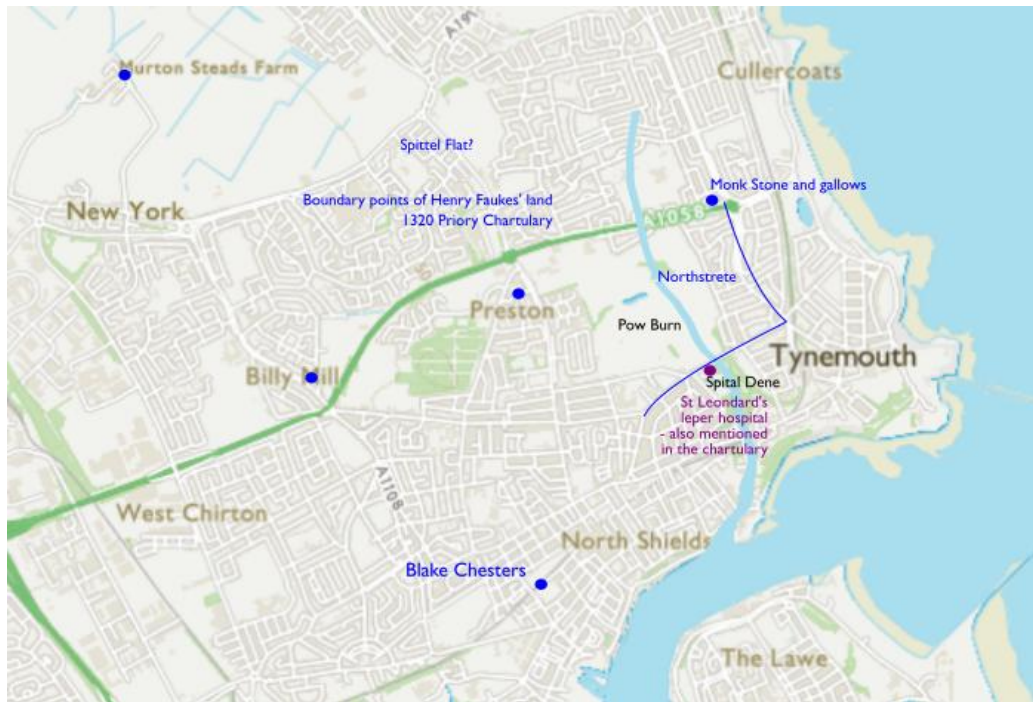 A191
Murton Steads Farm
Cullercoats
Spittel Flat?
Monk Stone and gallows
Boundary points of Henry Faukes' land
1320 Priory Chartulary
New York
A1058
Northstrete
Preston
Pow Burn
Tynemouth
Billy Mill
Spital Dene
St Leondard's
leper hospital
- also mentioned
in the chartulary
A1108
West Chirton
North Shields
Blake Chesters
The Lawe